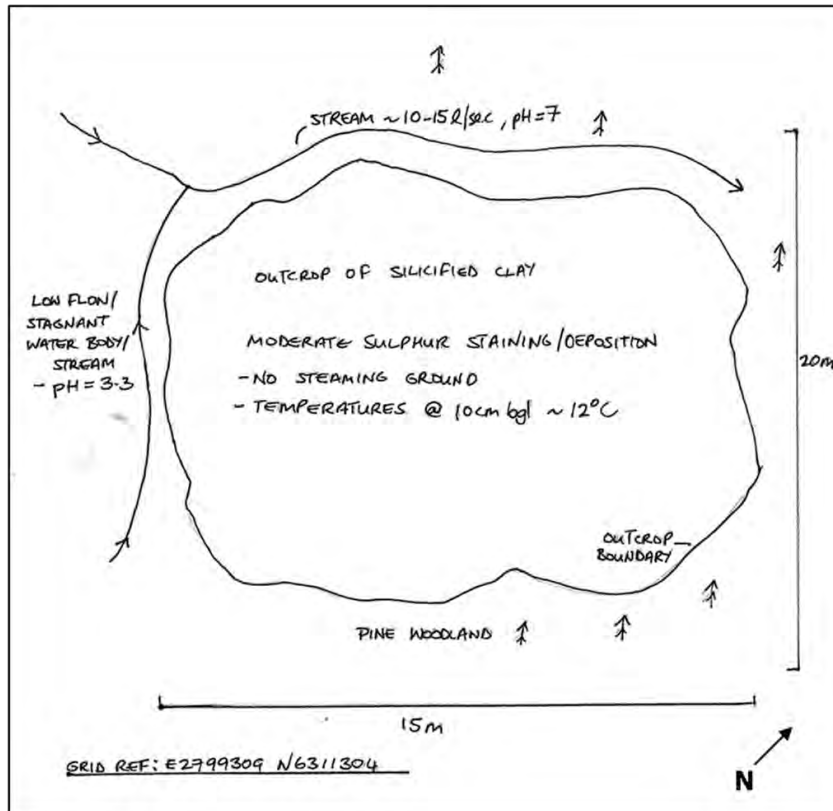 STREAM ~10-15ℓ/sec, pH=7
OUTCROP OF SILICIFIED CLAY
LOW FLOW/
STAGNANT
WATER BODY/
STREAM
- pH = 3.3
MODERATE SULPHUR STAINING/DEPOSITION
- NO STEAMING GROUND
- TEMPERATURES @ 10cm bgl ~ 12°C
20m
OUTCROP
BOUNDARY
PINE WOODLAND
15m
GRID REF: E2799309 N6311304
N